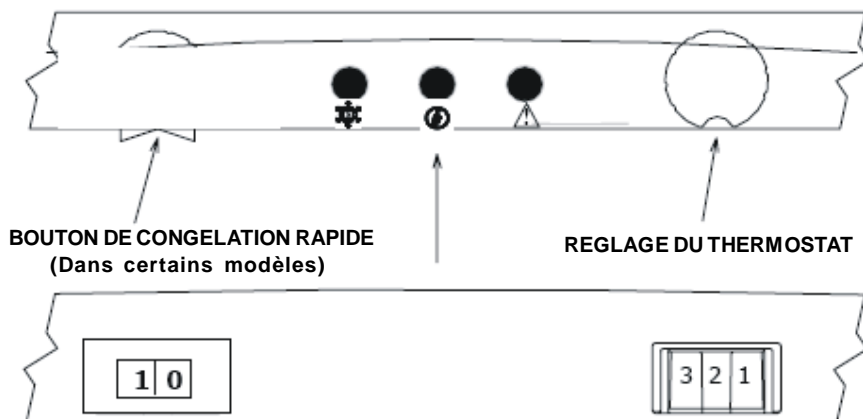 BOUTON DE CONGELATION RAPIDE
(Dans certains modèles)
REGLAGE DU THERMOSTAT
1 0
3 2 1